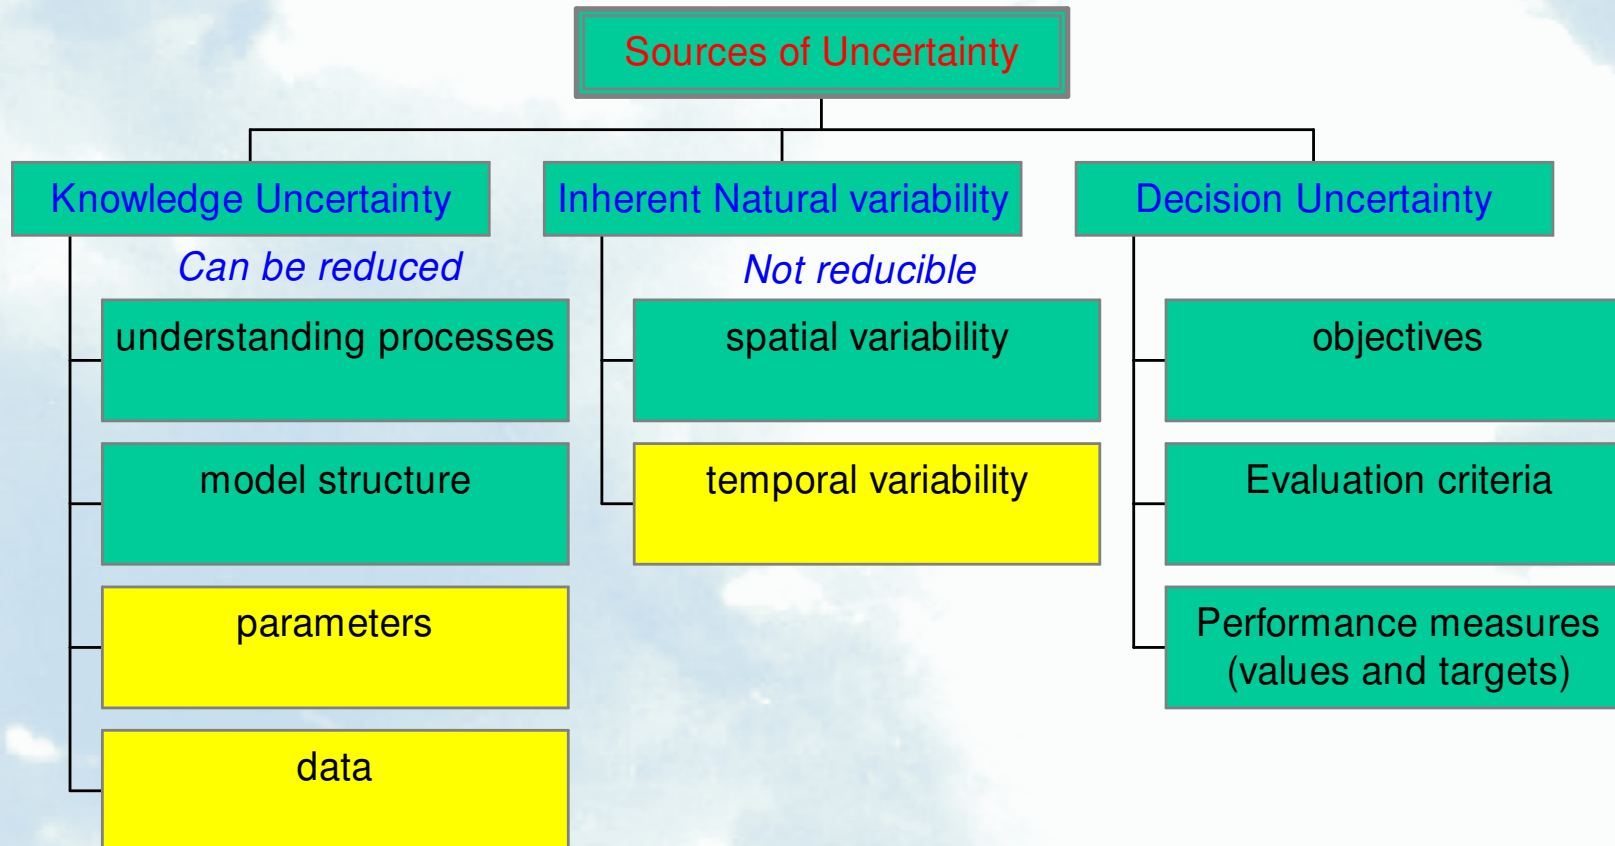 Sources of Uncertainty
Knowledge Uncertainty
Can be reduced
understanding processes
model structure
parameters
data
Inherent Natural variability
Not reducible
spatial variability
temporal variability
Decision Uncertainty
objectives
Evaluation criteria
Performance measures
(values and targets)